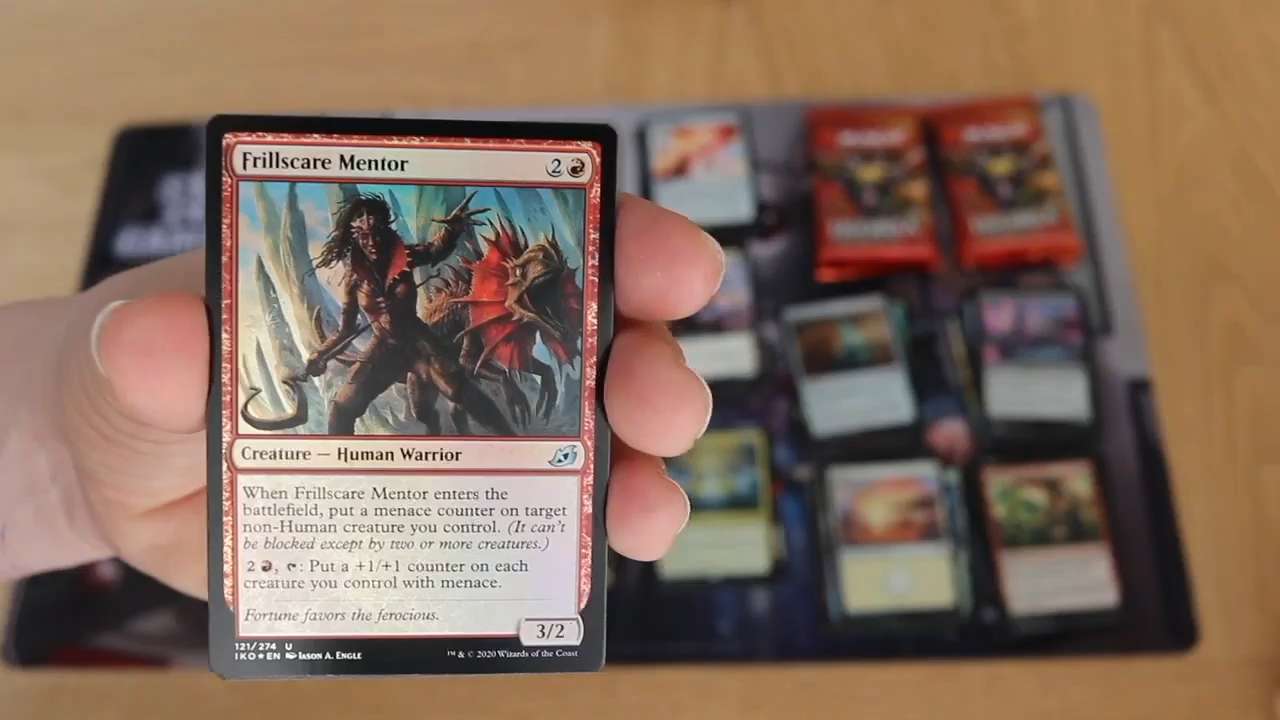 Frillscare Mentor
2
Creature — Human Warrior
When Frillscare Mentor enters the
battlefield, put a menace counter on target
non-Human creature you control. (It can't
be blocked except by two or more creatures.)
2 , : Put a +1/+1 counter on each
creature you control with menace.
Fortune favors the ferocious.
3/2
121/274 U
IKO★EN Jason A. Engle
™ & © 2020 Wizards of the Coast